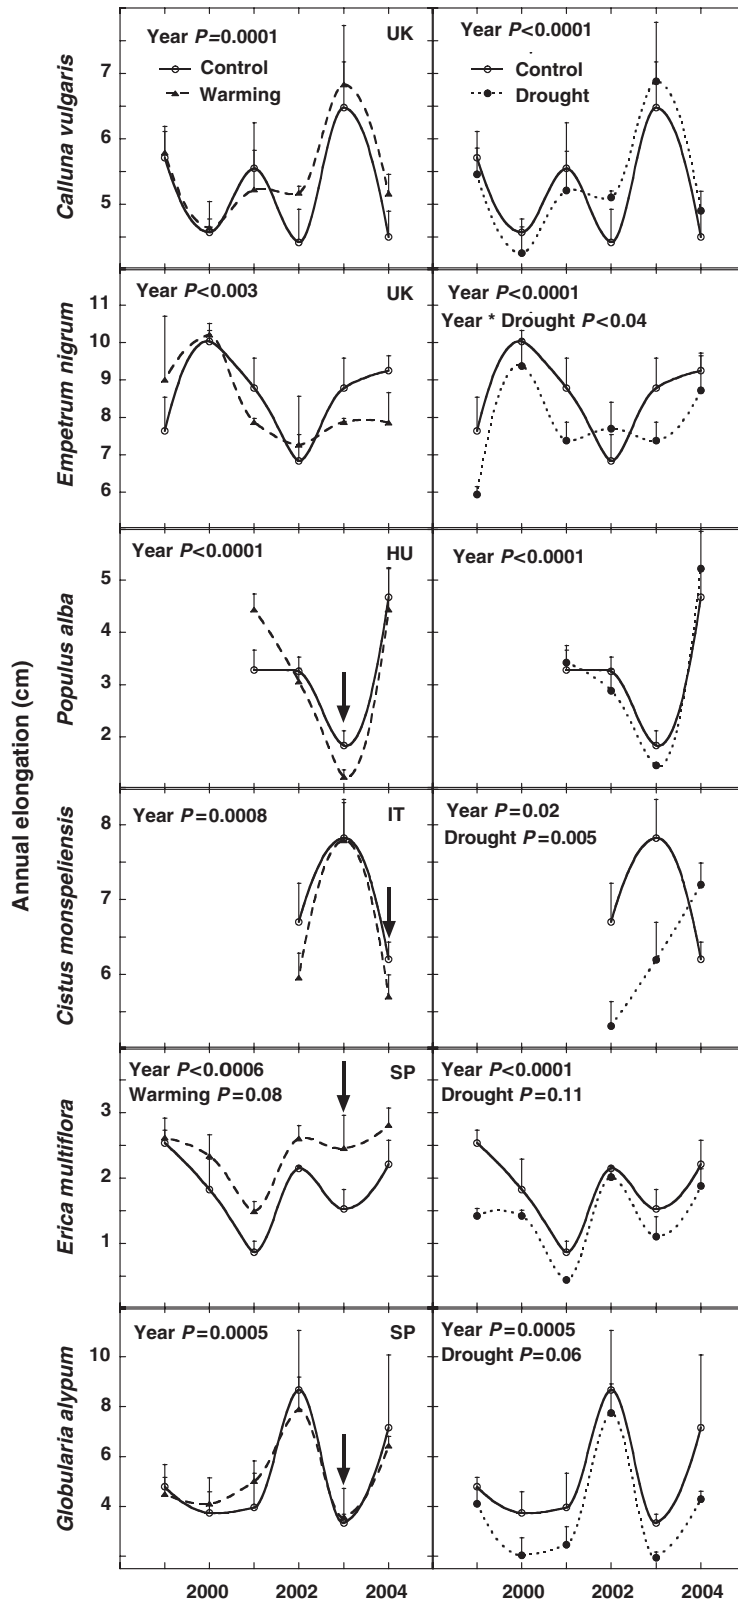 Annual elongation (cm)
Calluna vulgaris
7
6
5
Year P=0.0001
UK
Control
Warming
Year P<0.0001
Control
Drought
Empetrum nigrum
11
10
9
8
7
6
Year P<0.003
UK
Year P<0.0001
Year * Drought P<0.04
Populus alba
5
4
3
2
Year P<0.0001
HU
Year P<0.0001
Cistus monspeliensis
8
7
6
Year P=0.0008
IT
Year P=0.02
Drought P=0.005
Erica multiflora
3
2
1
Year P<0.0006
SP
Warming P=0.08
Year P<0.0001
Drought P=0.11
Globularia alypum
10
8
6
4
Year P=0.0005
SP
Year P=0.0005
Drought P=0.06
2000 2002 2004 2000 2002 2004